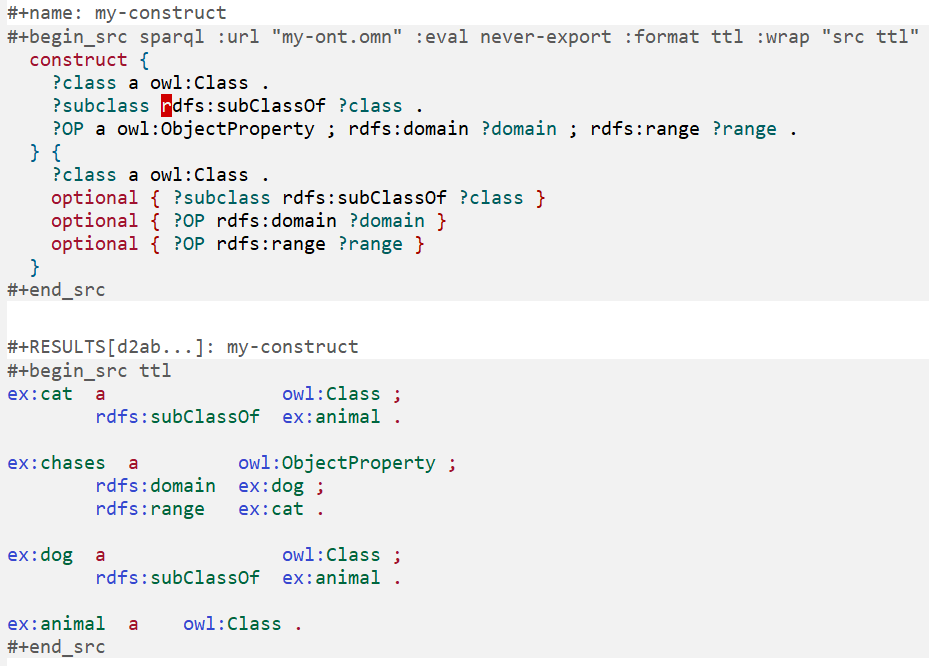 #+name: my-construct
#+begin_src sparql :url "my-ont.omn" :eval never-export :format ttl :wrap "src ttl"
  construct {
    ?class a owl:Class .
    ?subclass rdfs:subClassOf ?class .
    ?OP a owl:ObjectProperty ; rdfs:domain ?domain ; rdfs:range ?range .
  } {
    ?class a owl:Class .
    optional { ?subclass rdfs:subClassOf ?class }
    optional { ?OP rdfs:domain ?domain }
    optional { ?OP rdfs:range ?range }
  }
#+end_src

#+RESULTS[d2ab...]: my-construct
#+begin_src ttl
ex:cat  a                owl:Class ;
        rdfs:subClassOf  ex:animal .

ex:chases  a         owl:ObjectProperty ;
        rdfs:domain  ex:dog ;
        rdfs:range   ex:cat .

ex:dog  a                owl:Class ;
        rdfs:subClassOf  ex:animal .

ex:animal  a    owl:Class .
#+end_src